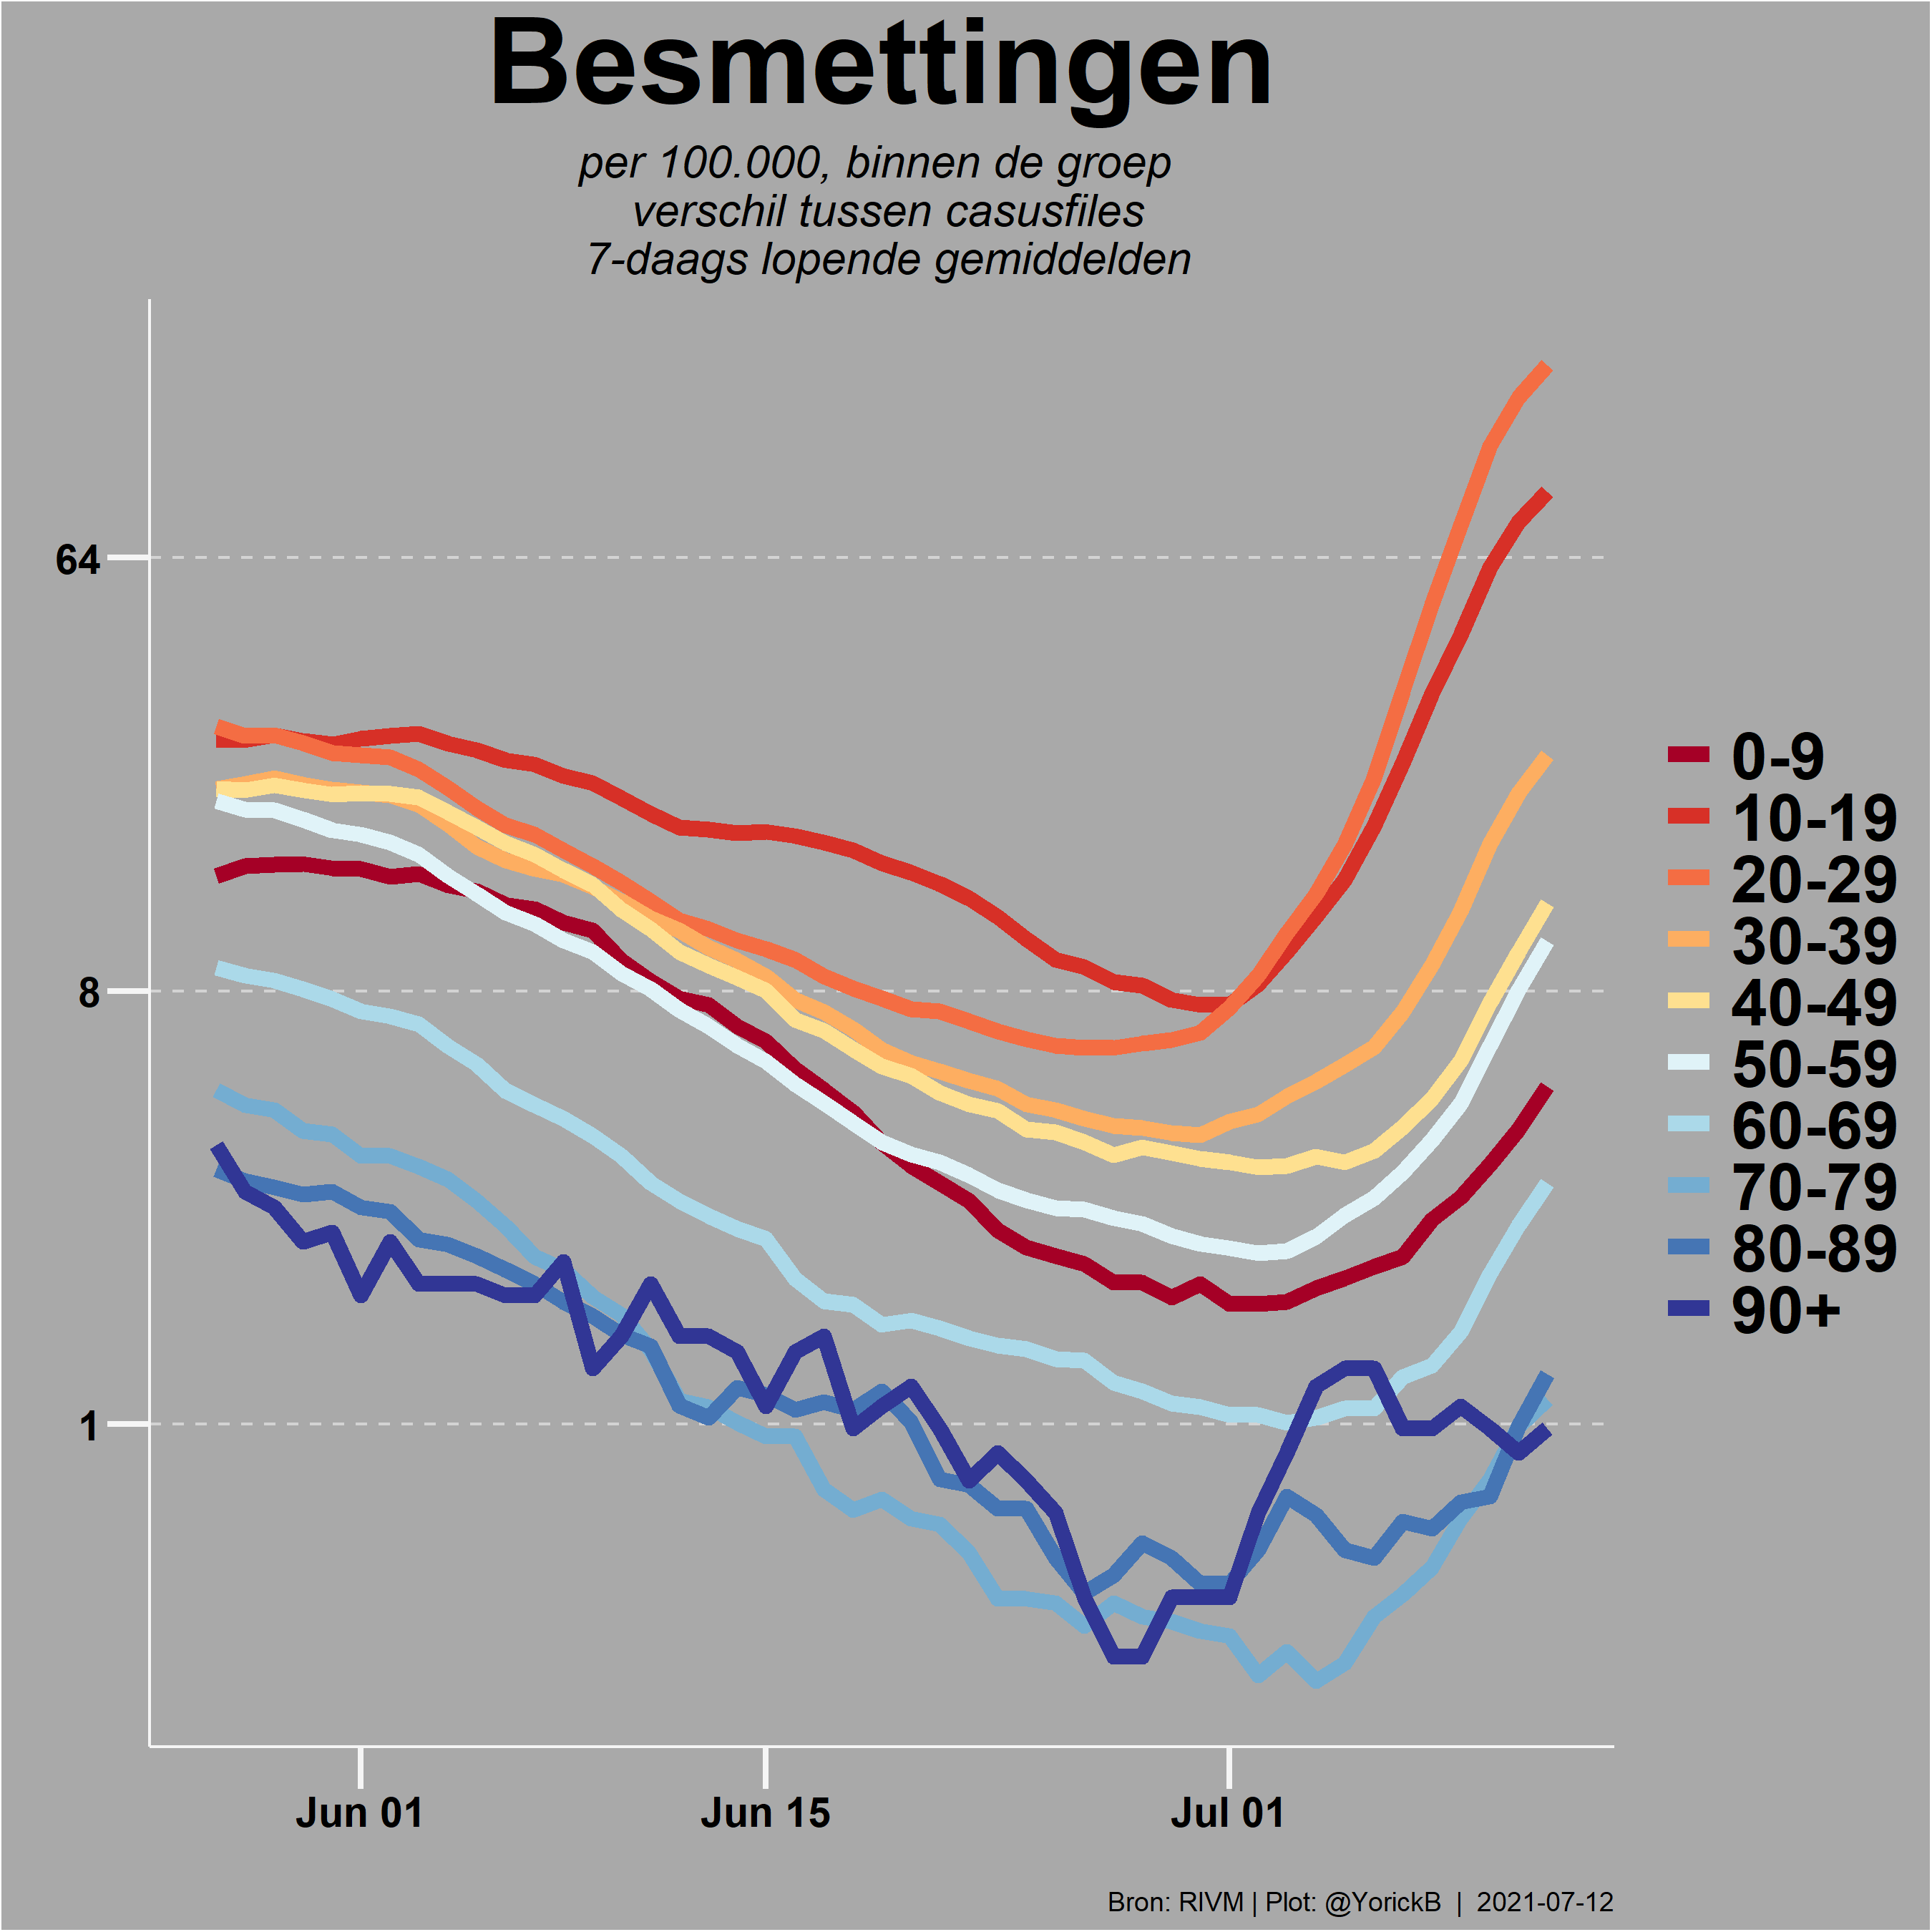 Besmettingen
per 100.000, binnen de groep
verschil tussen casusfiles
7-daags lopende gemiddelden
64
8
1
Jun 01
Jun 15
Jul 01
0-9
10-19
20-29
30-39
40-49
50-59
60-69
70-79
80-89
90+
Bron: RIVM | Plot: @YorickB | 2021-07-12